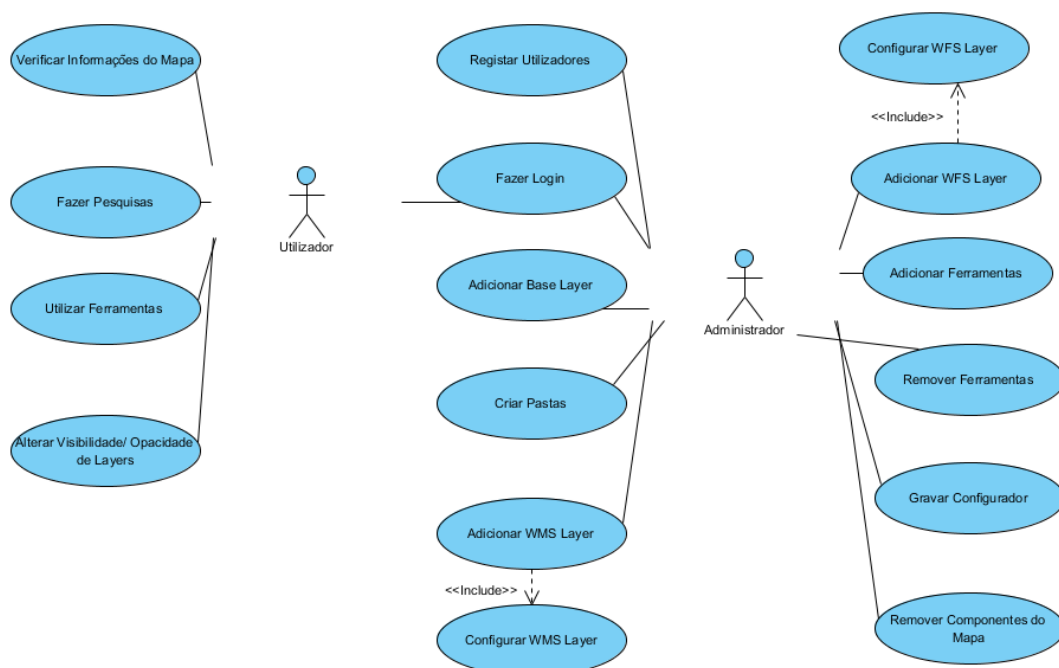 Verificar Informações do Mapa
Fazer Pesquisas
Utilizar Ferramentas
Alterar Visibilidade/ Opacidade
de Layers
Utilizador
Registar Utilizadores
Fazer Login
Adicionar Base Layer
Criar Pastas
Adicionar WMS Layer
<<Include>>
Configurar WMS Layer
Administrador
Configurar WFS Layer
<<Include>>
Adicionar WFS Layer
Adicionar Ferramentas
Remover Ferramentas
Gravar Configurador
Remover Componentes do
Mapa